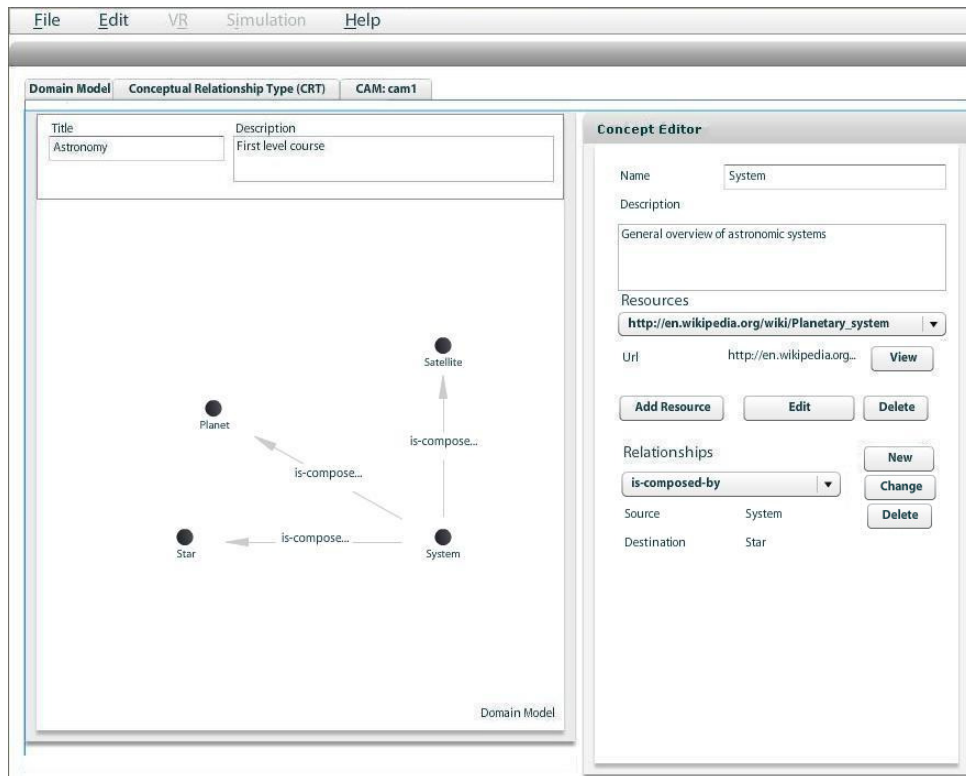 File Edit VR Simulation Help
Domain Model Conceptual Relationship Type (CRT) CAM: cam1
Title Description
Astronomy First level course
Satellite
Planet
is-compose...
is-compose...
Star
is-compose...
System
Domain Model
Concept Editor
Name System
Description
General overview of astronomic systems
Resources
http://en.wikipedia.org/wiki/Planetary_system
Url http://en.wikipedia.org... View
Add Resource Edit Delete
Relationships New
is-composed-by Change
Source System Delete
Destination Star